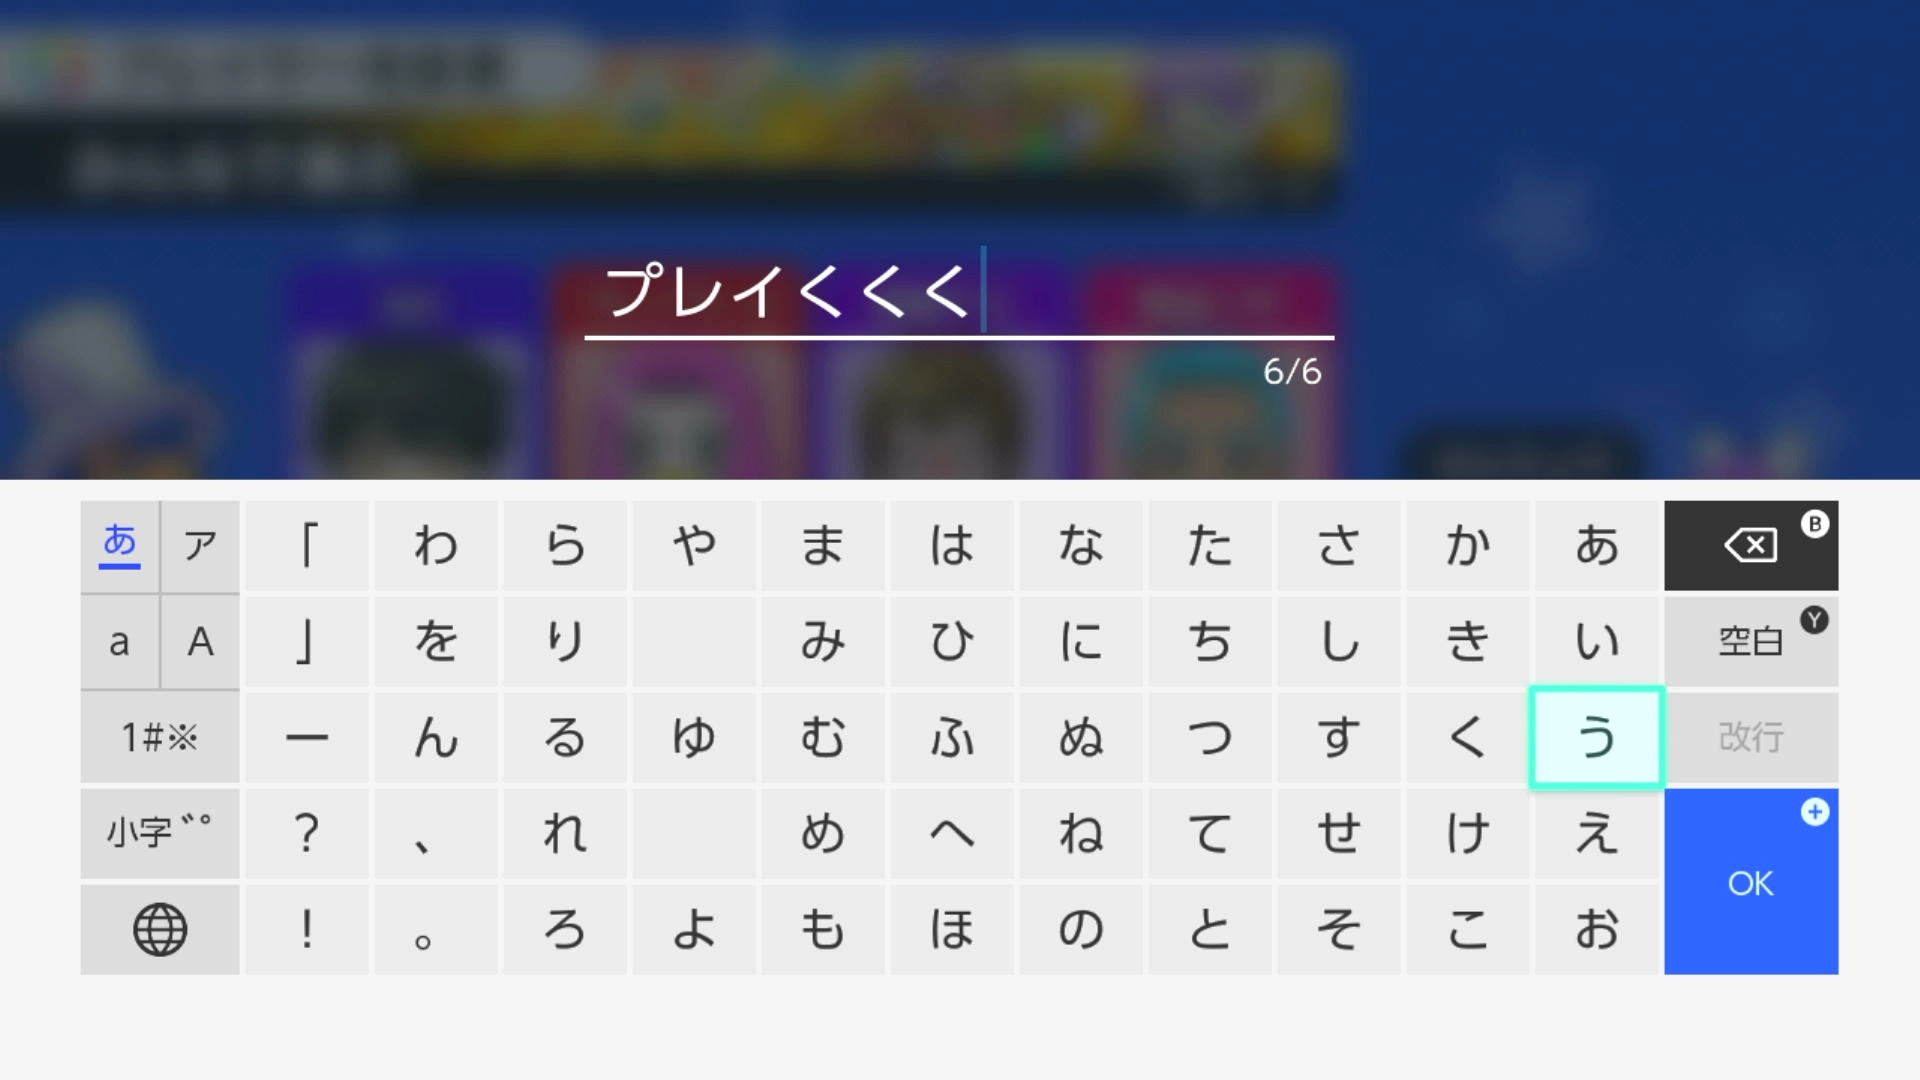 プレイくくく
6/6
あ ア 「 わ ら や ま は な た さ か あ B
a A 」 を り み ひ に ち し き い 空白 Y
1#※ ー ん る ゆ む ふ ぬ つ す く う 改行
小字゛゜ ? 、 れ め へ ね て せ け え +
! 。 ろ よ も ほ の と そ こ お OK